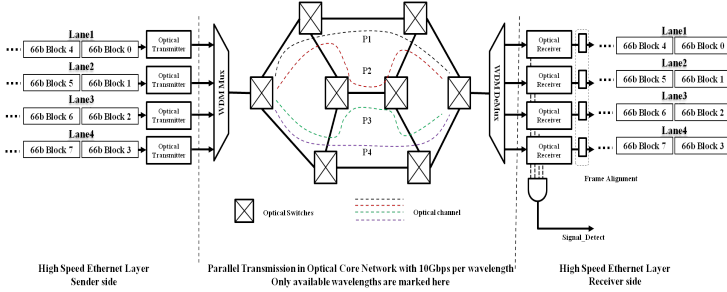 Lane1
66b Block 4 66b Block 0
Optical Transmitter
Lane2
66b Block 5 66b Block 1
Optical Transmitter
Lane3
66b Block 6 66b Block 2
Optical Transmitter
Lane4
66b Block 7 66b Block 3
Optical Transmitter
WDM Mux
P1
P2
P3
P4
Optical Switches
Optical channel
WDM DeMux
Optical Receiver
Lane1
66b Block 4 66b Block 0
Optical Receiver
Lane2
66b Block 5 66b Block 1
Optical Receiver
Lane3
66b Block 6 66b Block 2
Optical Receiver
Lane4
66b Block 7 66b Block 3
Frame Alignment
Signal_Detect
High Speed Ethernet Layer
Sender side
Parallel Transmission in Optical Core Network with 10Gbps per wavelength
Only available wavelengths are marked here
High Speed Ethernet Layer
Receiver side